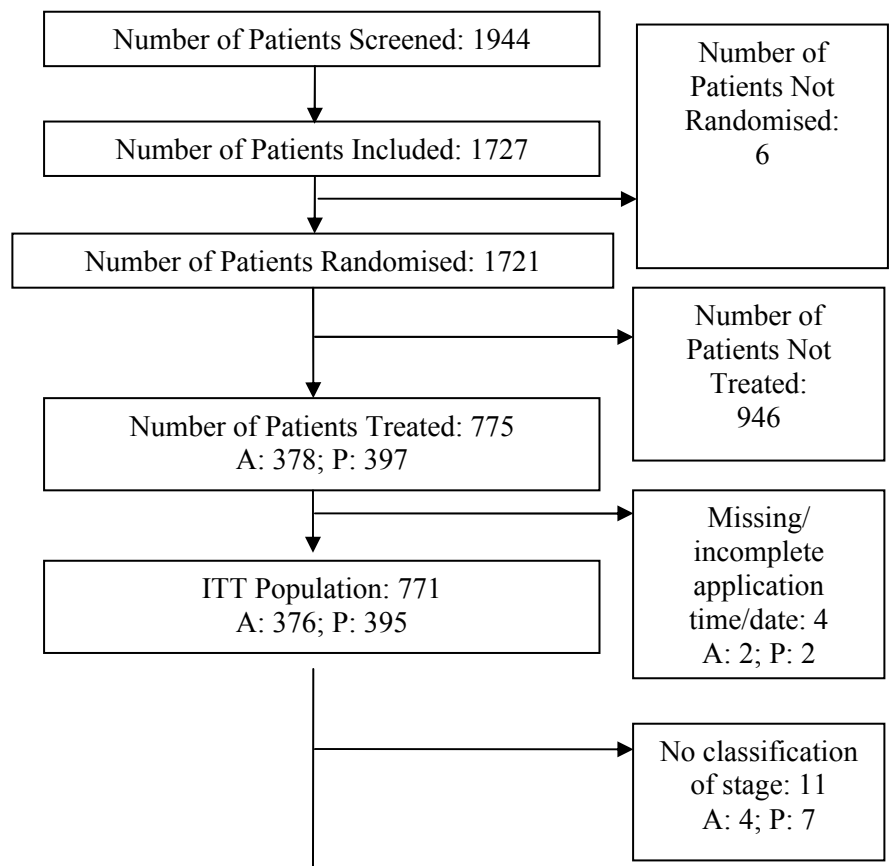 Number of Patients Screened: 1944
Number of Patients Included: 1727
Number of
Patients Not
Randomised:
6
Number of Patients Randomised: 1721
Number of
Patients Not
Treated:
946
Number of Patients Treated: 775
A: 378; P: 397
Missing/
incomplete
application
time/date: 4
A: 2; P: 2
ITT Population: 771
A: 376; P: 395
No classification
of stage: 11
A: 4; P: 7